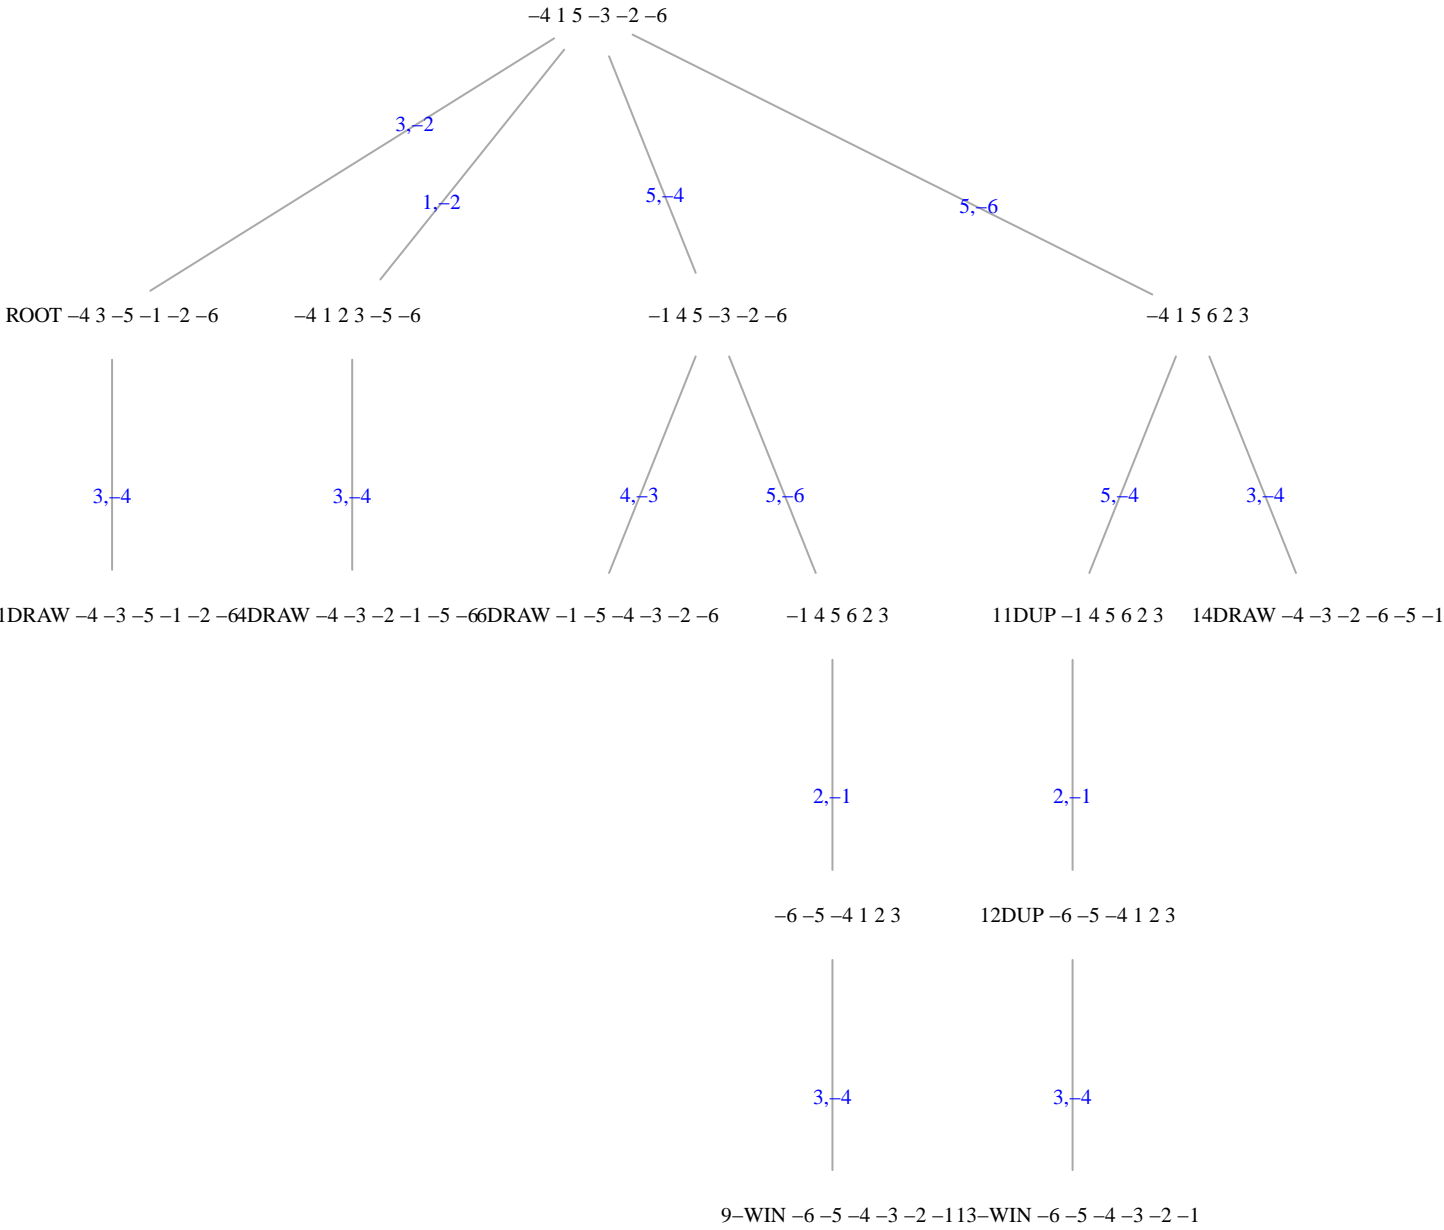 –4 1 5 –3 –2 –6
3,–2
1,–2
5,–4
5,–6
ROOT –4 3 –5 –1 –2 –6
–4 1 2 3 –5 –6
–1 4 5 –3 –2 –6
–4 1 5 6 2 3
3,–4
3,–4
4,–3
5,–6
5,–4
3,–4
1DRAW –4 –3 –5 –1 –2 –6
4DRAW –4 –3 –2 –1 –5 –6
6DRAW –1 –5 –4 –3 –2 –6
–1 4 5 6 2 3
11DUP –1 4 5 6 2 3
14DRAW –4 –3 –2 –6 –5 –1
2,–1
2,–1
–6 –5 –4 1 2 3
12DUP –6 –5 –4 1 2 3
3,–4
3,–4
9–WIN –6 –5 –4 –3 –2 –1
13–WIN –6 –5 –4 –3 –2 –1